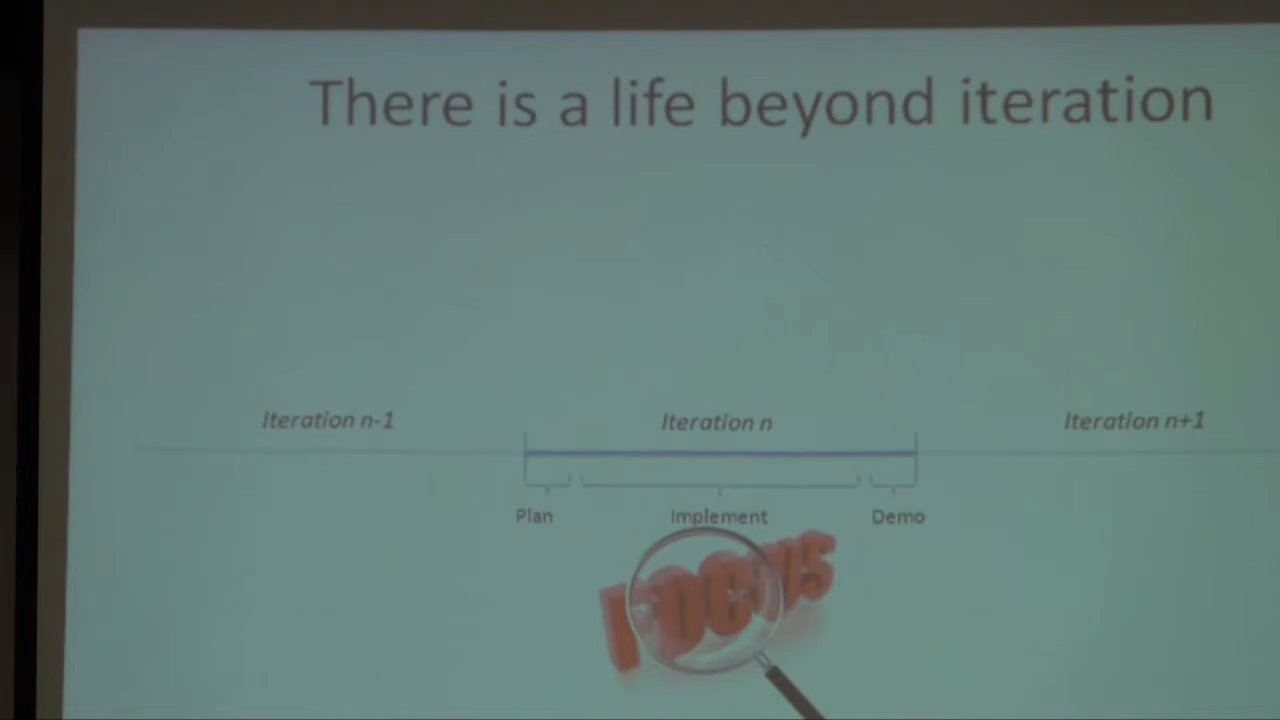 There is a life beyond iteration
Iteration n-1
Iteration n
Iteration n+1
Plan
Implement
Demo
FOCUS